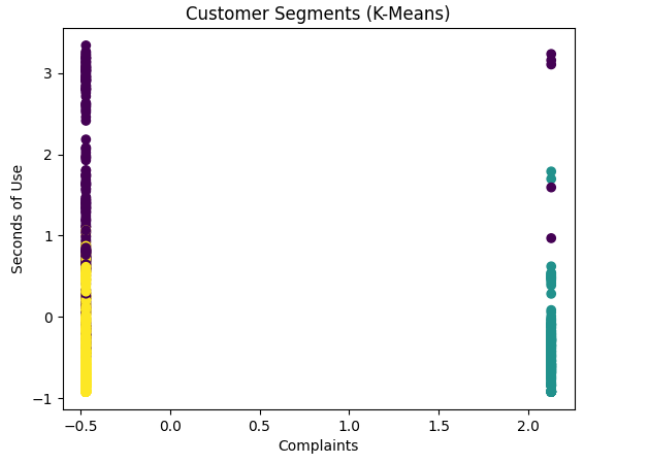 Customer Segments (K-Means)
3
2
1
0
−1
Seconds of Use
−0.5 0.0 0.5 1.0 1.5 2.0
Complaints